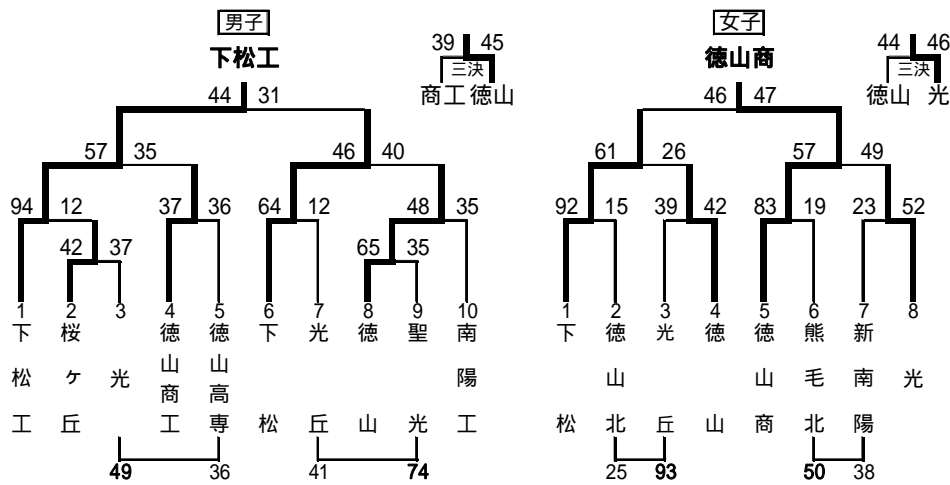 男子 女子
下松工 39 45 徳山商 44 46
三決 三決
商工 徳山 徳山 光
44 31 46 47
57 35 46 40 61 26 57 49
94 12 37 36 64 12 48 35 92 15 39 42 83 19 23 52
42 37 65 35
1 2 3 4 5 6 7 8 9 10 1 2 3 4 5 6 7 8
下松工 桜ヶ丘 光 徳山商工 徳山高専 下松 光丘 徳山 聖光 南陽工 下松 徳山北 光丘 徳山 徳山商 熊毛北 新南陽 光
49 36 41 74 25 93 50 38